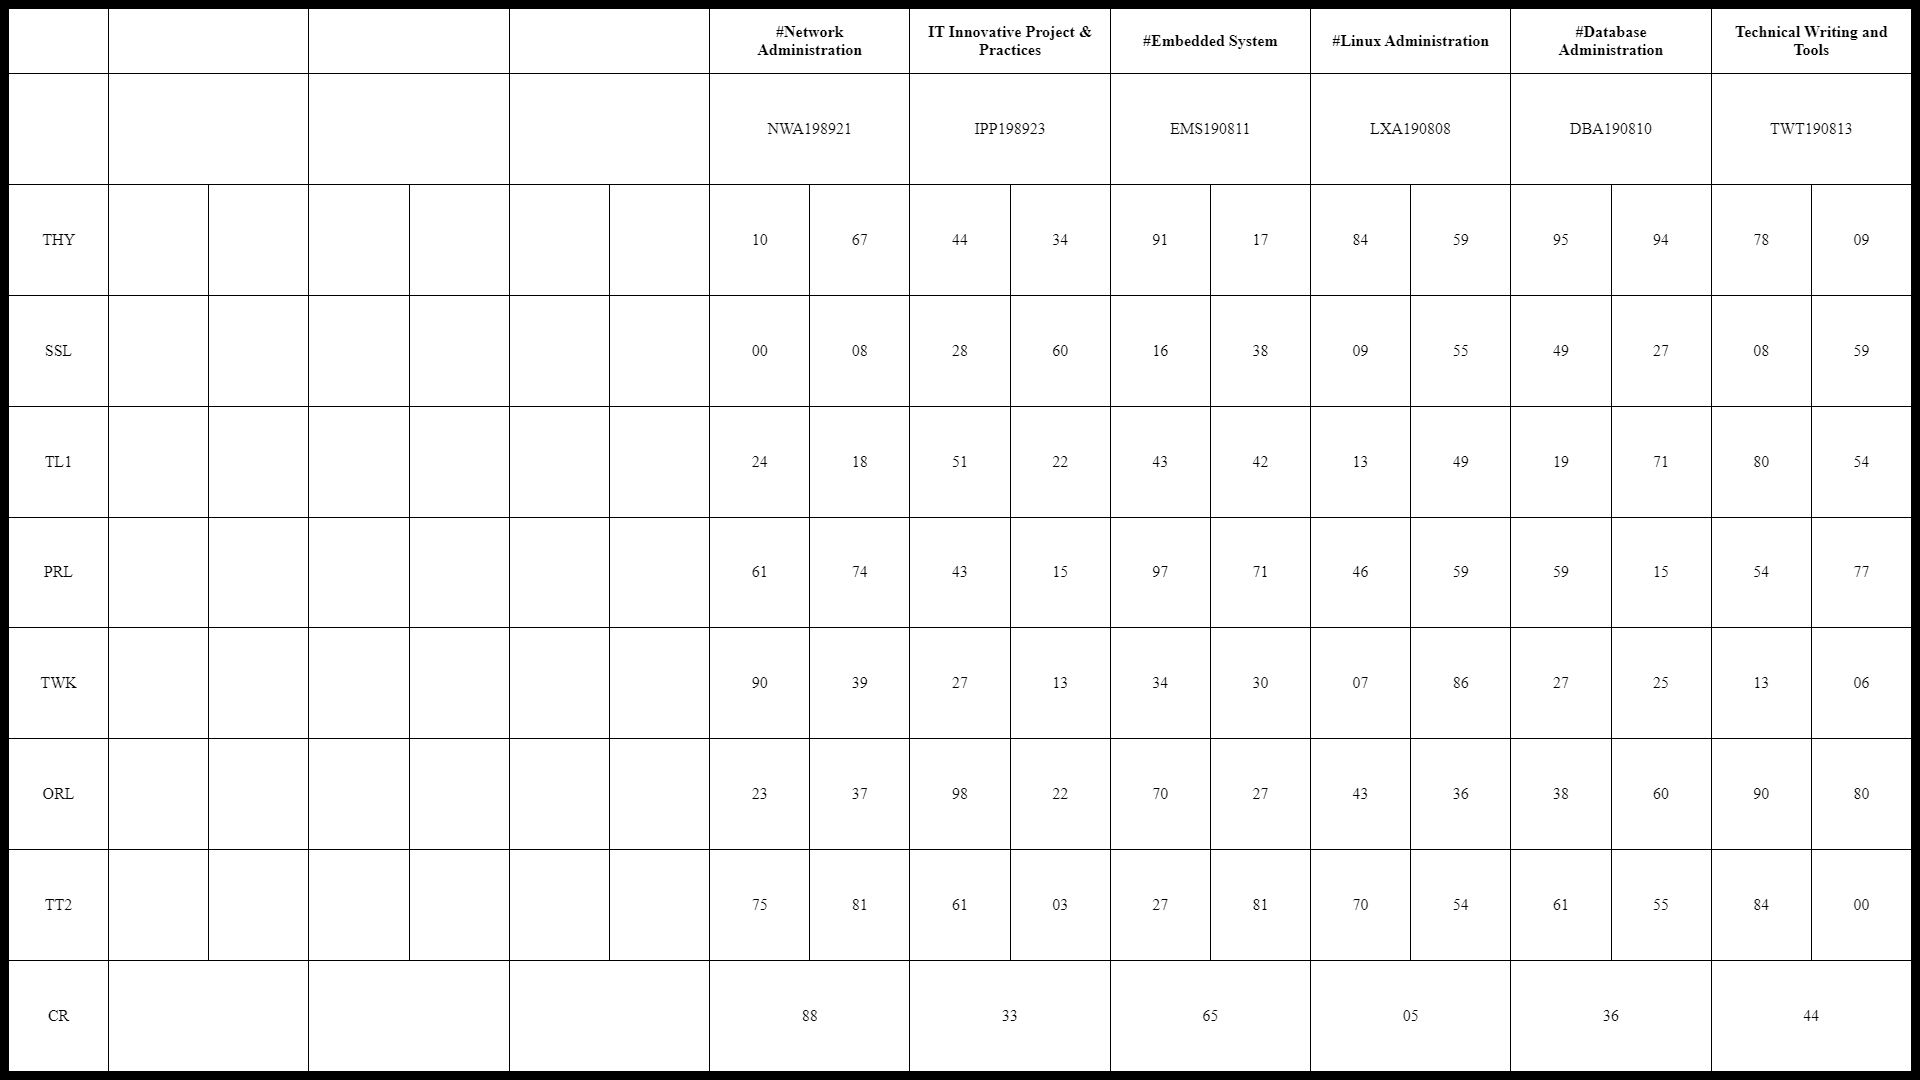 #Network Administration IT Innovative Project & Practices #Embedded System #Linux Administration #Database Administration Technical Writing and Tools
NWA198921 IPP198923 EMS190811 LXA190808 DBA190810 TWT190813
THY 10 67 44 34 91 17 84 59 95 94 78 09
SSL 00 08 28 60 16 38 09 55 49 27 08 59
TL1 24 18 51 22 43 42 13 49 19 71 80 54
PRL 61 74 43 15 97 71 46 59 59 15 54 77
TWK 90 39 27 13 34 30 07 86 27 25 13 06
ORL 23 37 98 22 70 27 43 36 38 60 90 80
TT2 75 81 61 03 27 81 70 54 61 55 84 00
CR 88 33 65 05 36 44